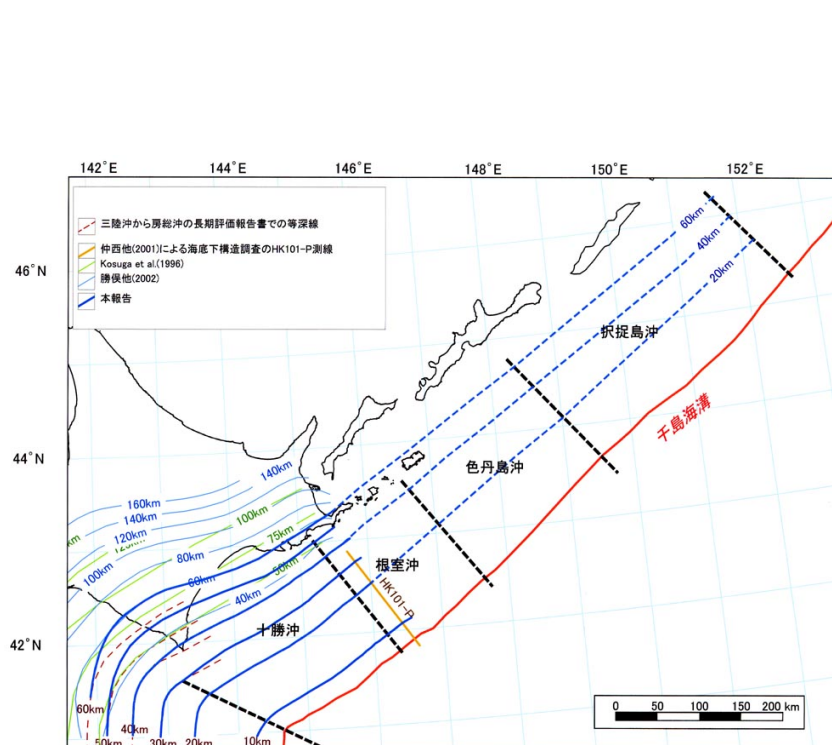 142°E 144°E 146°E 148°E 150°E 152°E
三陸沖から房総沖の長期評価報告書での等深線
仲西他(2001)による海底下構造調査のHK101-P測線
Kosuga et al.(1996)
勝俣他(2002)
本報告
60km
40km
20km
46°N
択捉島沖
千島海溝
44°N
色丹島沖
140km
160km
140km
120km
100km
75km
80km
100km
60km
50km
40km
根室沖
HK101-P
十勝沖
42°N
60km
50km
40km
30km
20km
10km
0 50 100 150 200 km